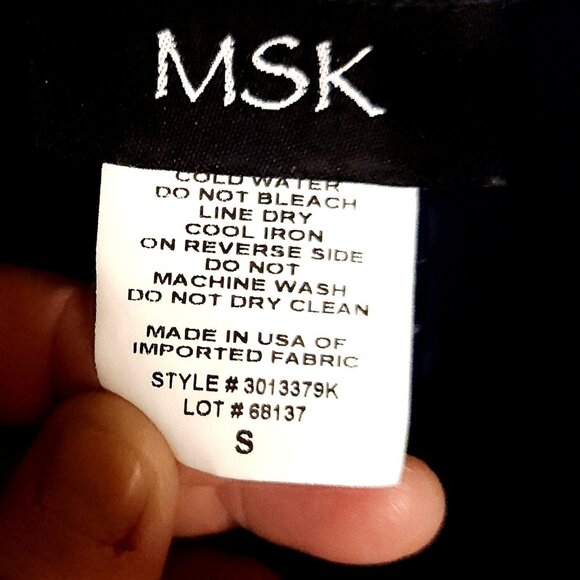 MSK
COLD WATER
DO NOT BLEACH
LINE DRY
COOL IRON
ON REVERSE SIDE
DO NOT
MACHINE WASH
DO NOT DRY CLEAN
MADE IN USA OF
IMPORTED FABRIC
STYLE # 3013379K
LOT # 68137
S